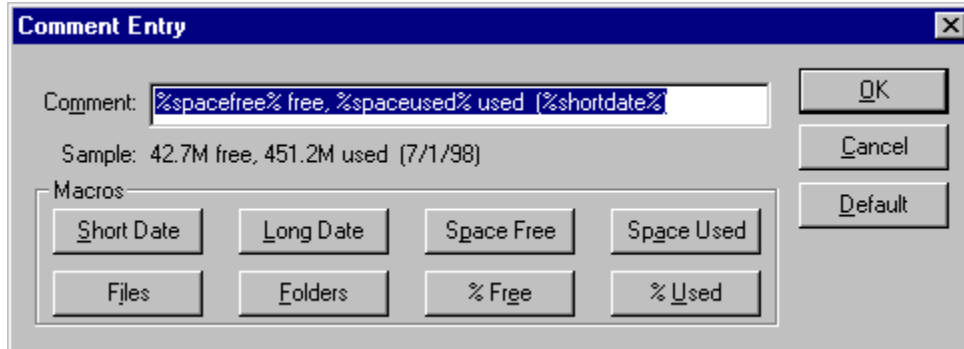 Comment Entry
Comment: %spacefree% free, %spaceused% used (%shortdate%)
OK
Sample: 42.7M free, 451.2M used (7/1/98)
Cancel
Macros
Default
Short Date Long Date Space Free Space Used
Files Folders % Free % Used